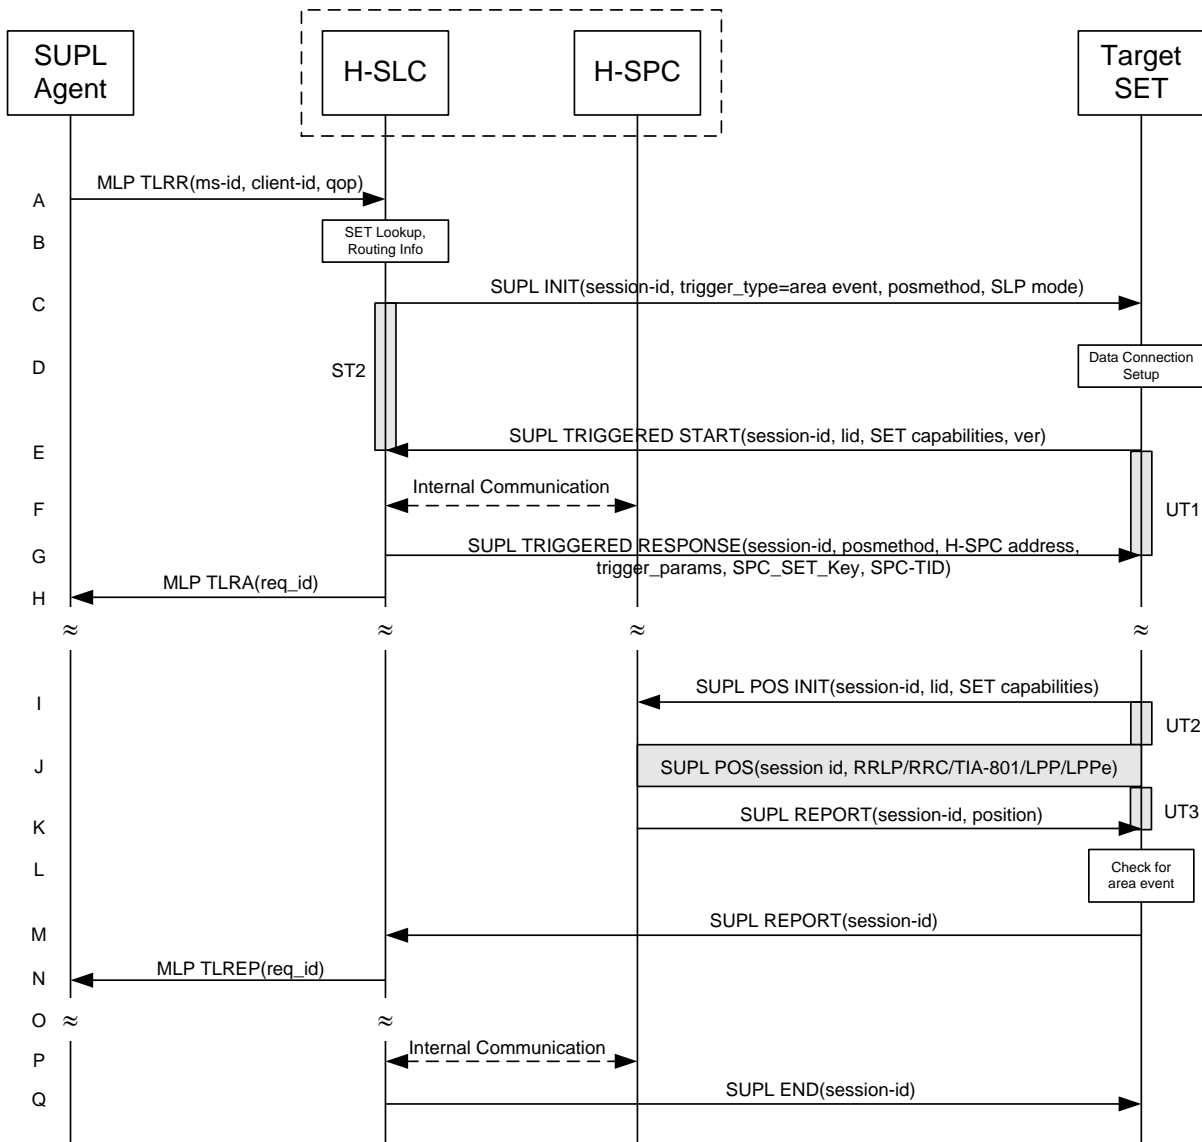 SUPL
Agent
H-SLC
H-SPC
Target
SET
A
MLP TLRR(ms-id, client-id, qop)
B
SET Lookup,
Routing Info
C
SUPL INIT(session-id, trigger_type=area event, posmethod, SLP mode)
D
ST2
Data Connection
Setup
E
SUPL TRIGGERED START(session-id, lid, SET capabilities, ver)
F
Internal Communication
UT1
G
SUPL TRIGGERED RESPONSE(session-id, posmethod, H-SPC address,
trigger_params, SPC_SET_Key, SPC-TID)
H
MLP TLRA(req_id)
≈ ≈ ≈ ≈
I
SUPL POS INIT(session-id, lid, SET capabilities)
UT2
J
SUPL POS(session id, RRLP/RRC/TIA-801/LPP/LPPe)
K
SUPL REPORT(session-id, position)
UT3
L
Check for
area event
M
SUPL REPORT(session-id)
N
MLP TLREP(req_id)
O ≈ ≈
P
Internal Communication
Q
SUPL END(session-id)